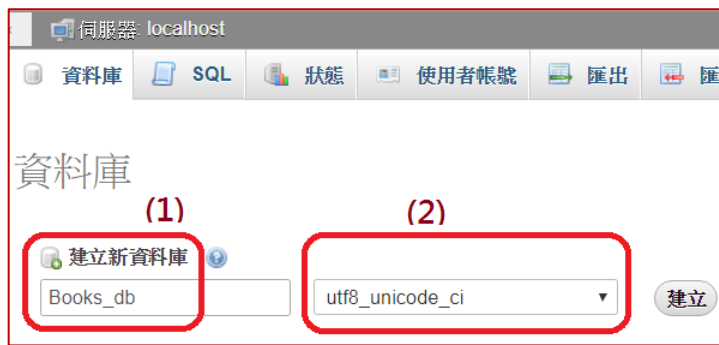 伺服器: localhost
資料庫 SQL 狀態 使用者帳號 匯出 匯
資料庫
(1) (2)
建立新資料庫
Books_db utf8_unicode_ci 建立